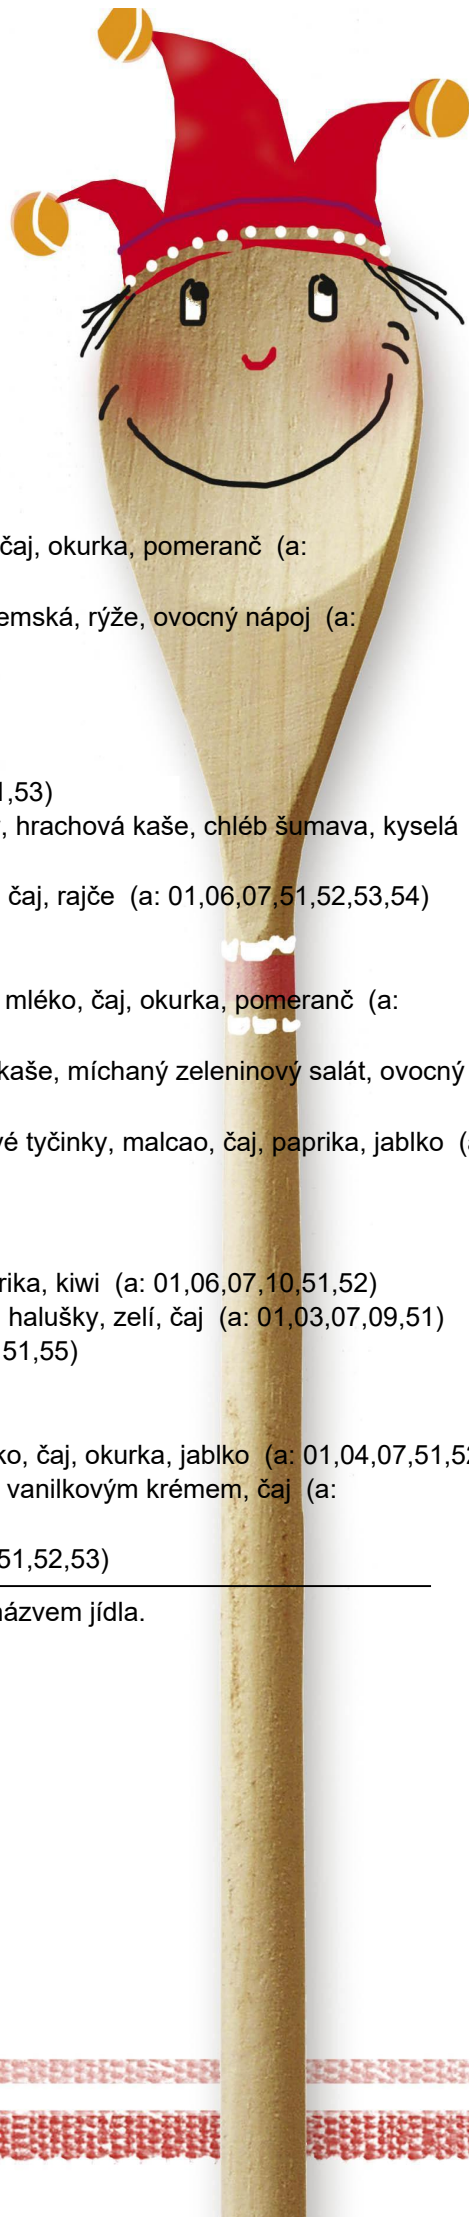 čaj, okurka, pomeranč (a:
emská, rýže, ovocný nápoj (a:
,53)
, hrachová kaše, chléb šumava, kyselá
čaj, rajče (a: 01,06,07,51,52,53,54)
mléko, čaj, okurka, pomeranč (a:
kaše, míchaný zeleninový salát, ovocný
vé tyčinky, malcao, čaj, paprika, jablko (a
rika, kiwi (a: 01,06,07,10,51,52)
halušky, zelí, čaj (a: 01,03,07,09,51)
51,55)
ko, čaj, okurka, jablko (a: 01,04,07,51,52
vanilkovým krémem, čaj (a:
51,52,53)
názvem jídla.